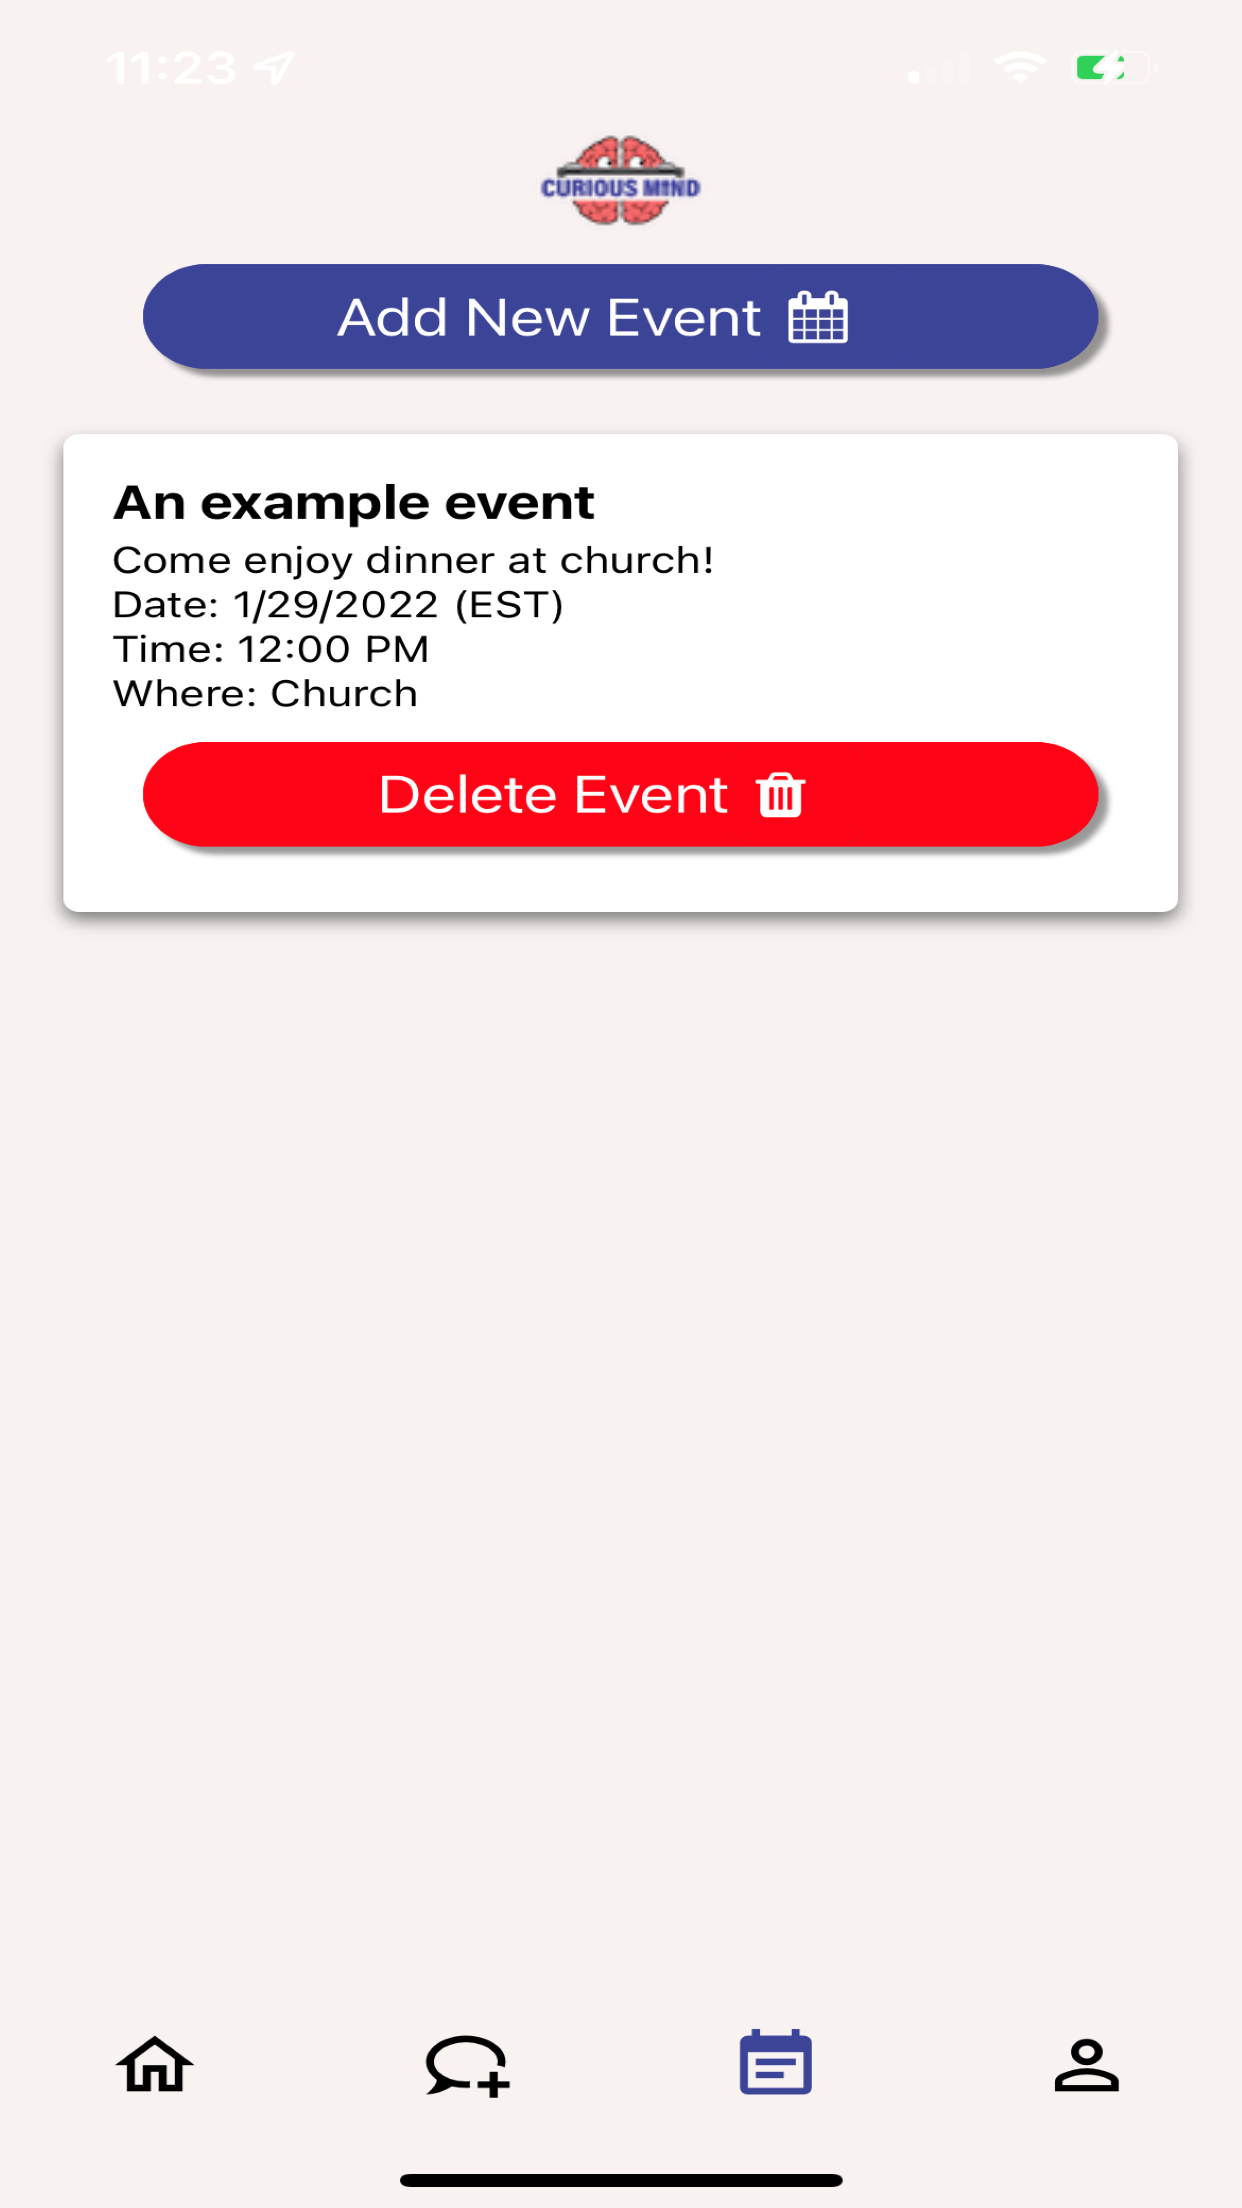 11:23
CURIOUS MIND
Add New Event
An example event
Come enjoy dinner at church!
Date: 1/29/2022 (EST)
Time: 12:00 PM
Where: Church
Delete Event